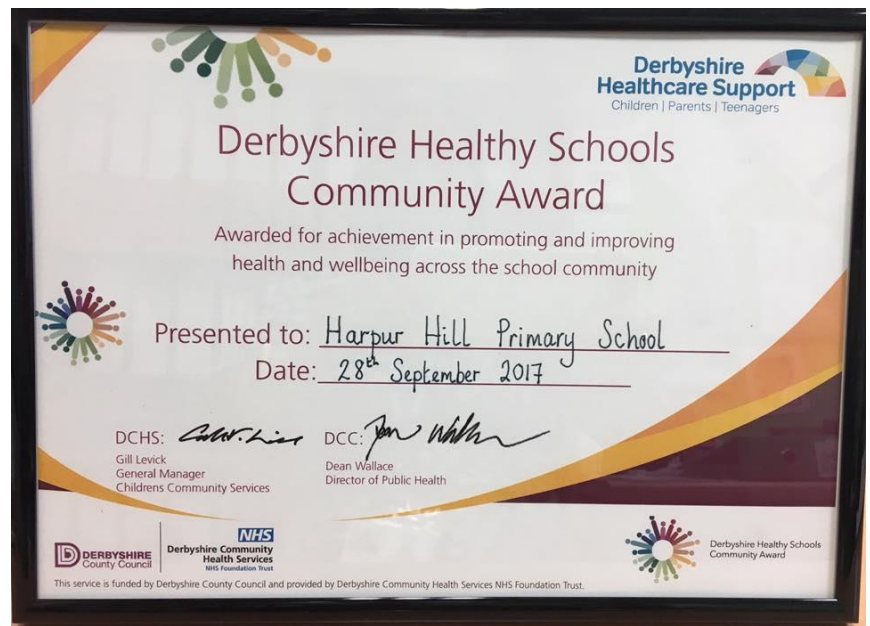 Derbyshire
Healthcare Support
Children | Parents | Teenagers
Derbyshire Healthy Schools
Community Award
Awarded for achievement in promoting and improving
health and wellbeing across the school community
Presented to: Harpur Hill Primary School
Date: 28th September 2017
DCHS:
Gill Levick
General Manager
Childrens Community Services
DCC:
Dean Wallace
Director of Public Health
DERBYSHIRE
County Council
NHS
Derbyshire Community
Health Services
NHS Foundation Trust
Derbyshire Healthy Schools
Community Award
This service is funded by Derbyshire County Council and provided by Derbyshire Community Health Services NHS Foundation Trust.